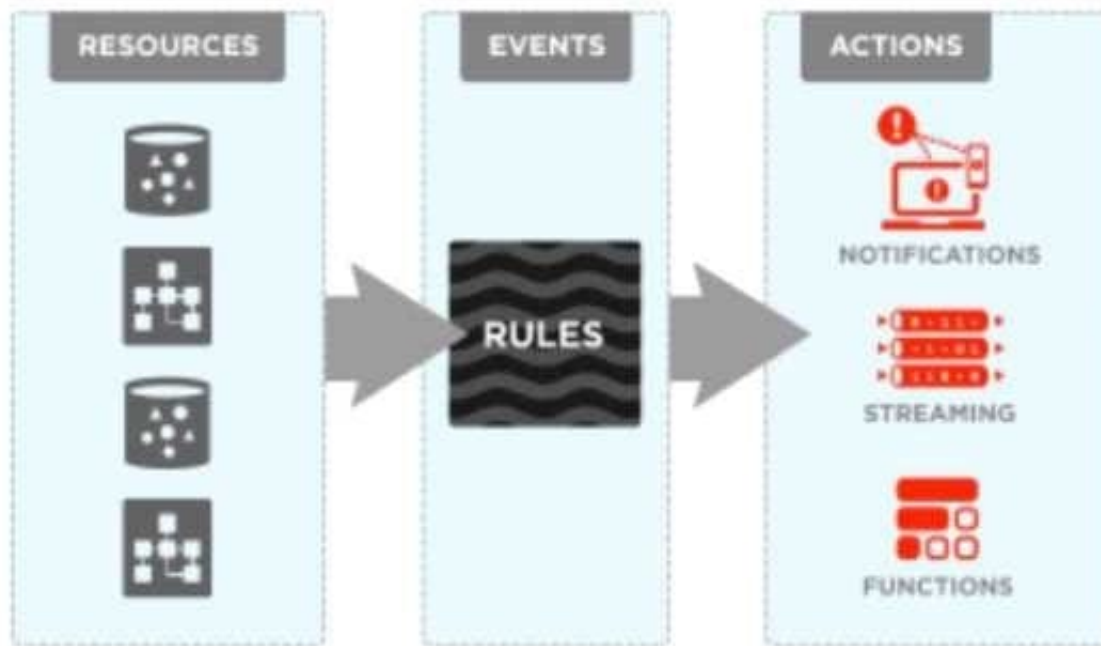 RESOURCES
EVENTS
ACTIONS
NOTIFICATIONS
RULES
STREAMING
FUNCTIONS